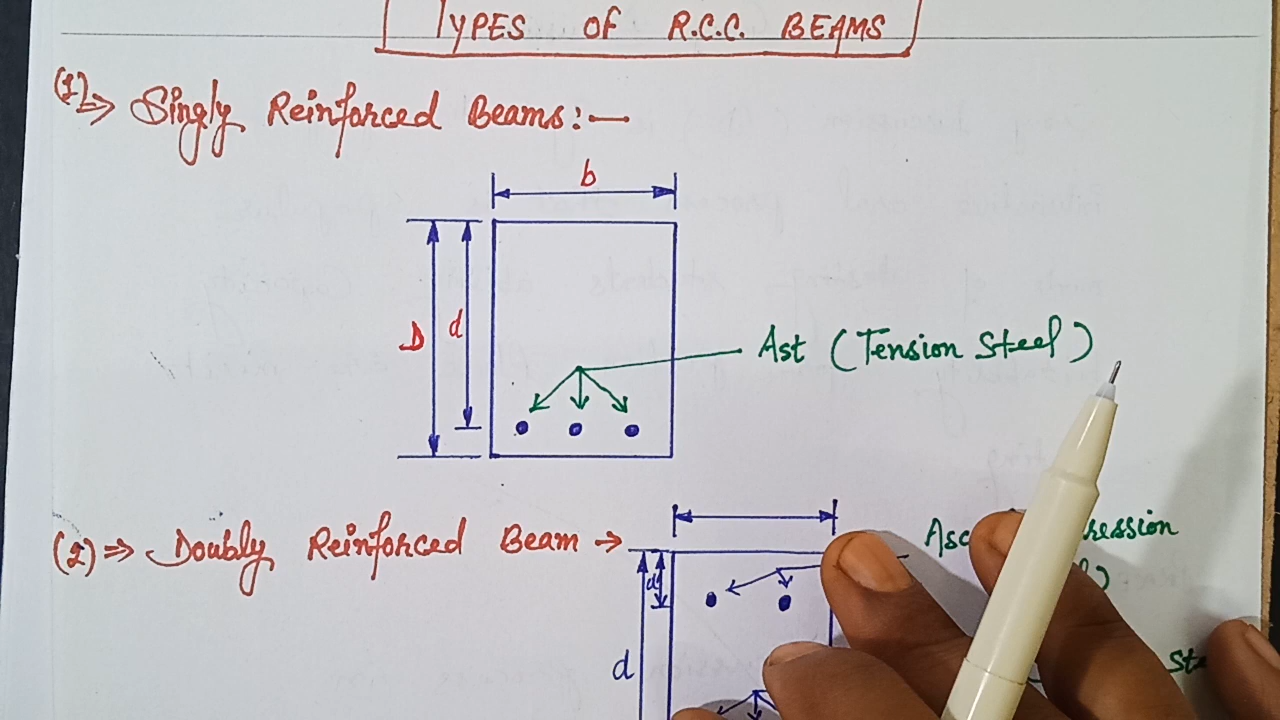 TYPES OF R.C.C. BEAMS
(1)⇒ Singly Reinforced Beams:—
b
D
d
Ast (Tension Steel)
(2)⇒ Doubly Reinforced Beam →
d'
d